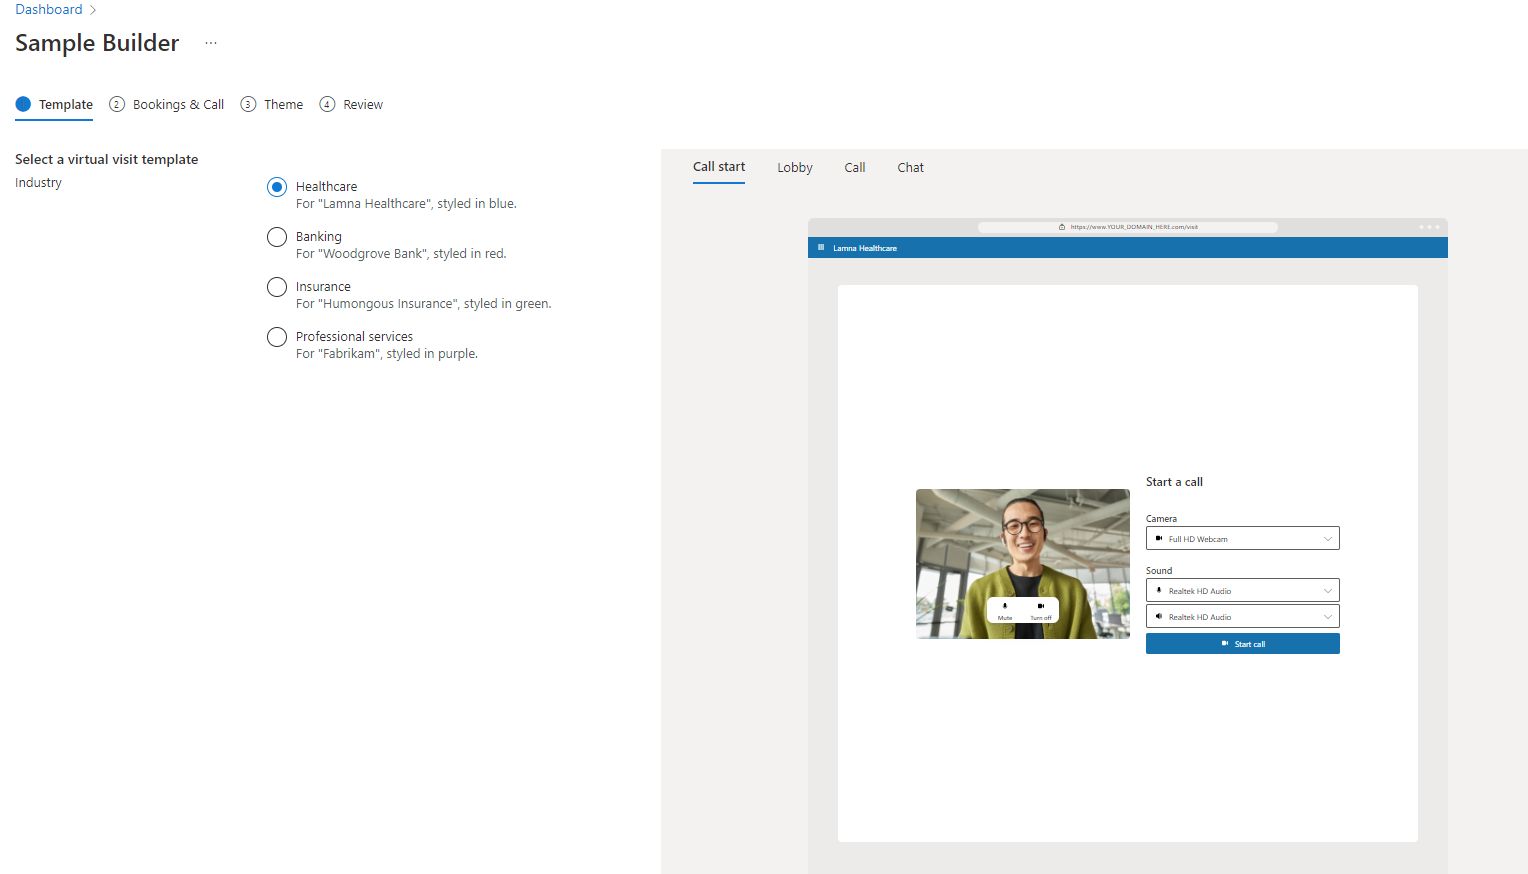 Dashboard
Sample Builder ...
Template 2 Bookings & Call 3 Theme 4 Review
Select a virtual visit template
Industry
Healthcare
For "Lamna Healthcare", styled in blue.
Banking
For "Woodgrove Bank", styled in red.
Insurance
For "Humongous Insurance", styled in green.
Professional services
For "Fabrikam", styled in purple.
Call start Lobby Call Chat
https://www.YOUR_DOMAIN_HERE.com/visit
Lamna Healthcare
Mute Turn off
Start a call
Camera
Full HD Webcam
Sound
Realtek HD Audio
Realtek HD Audio
Start call